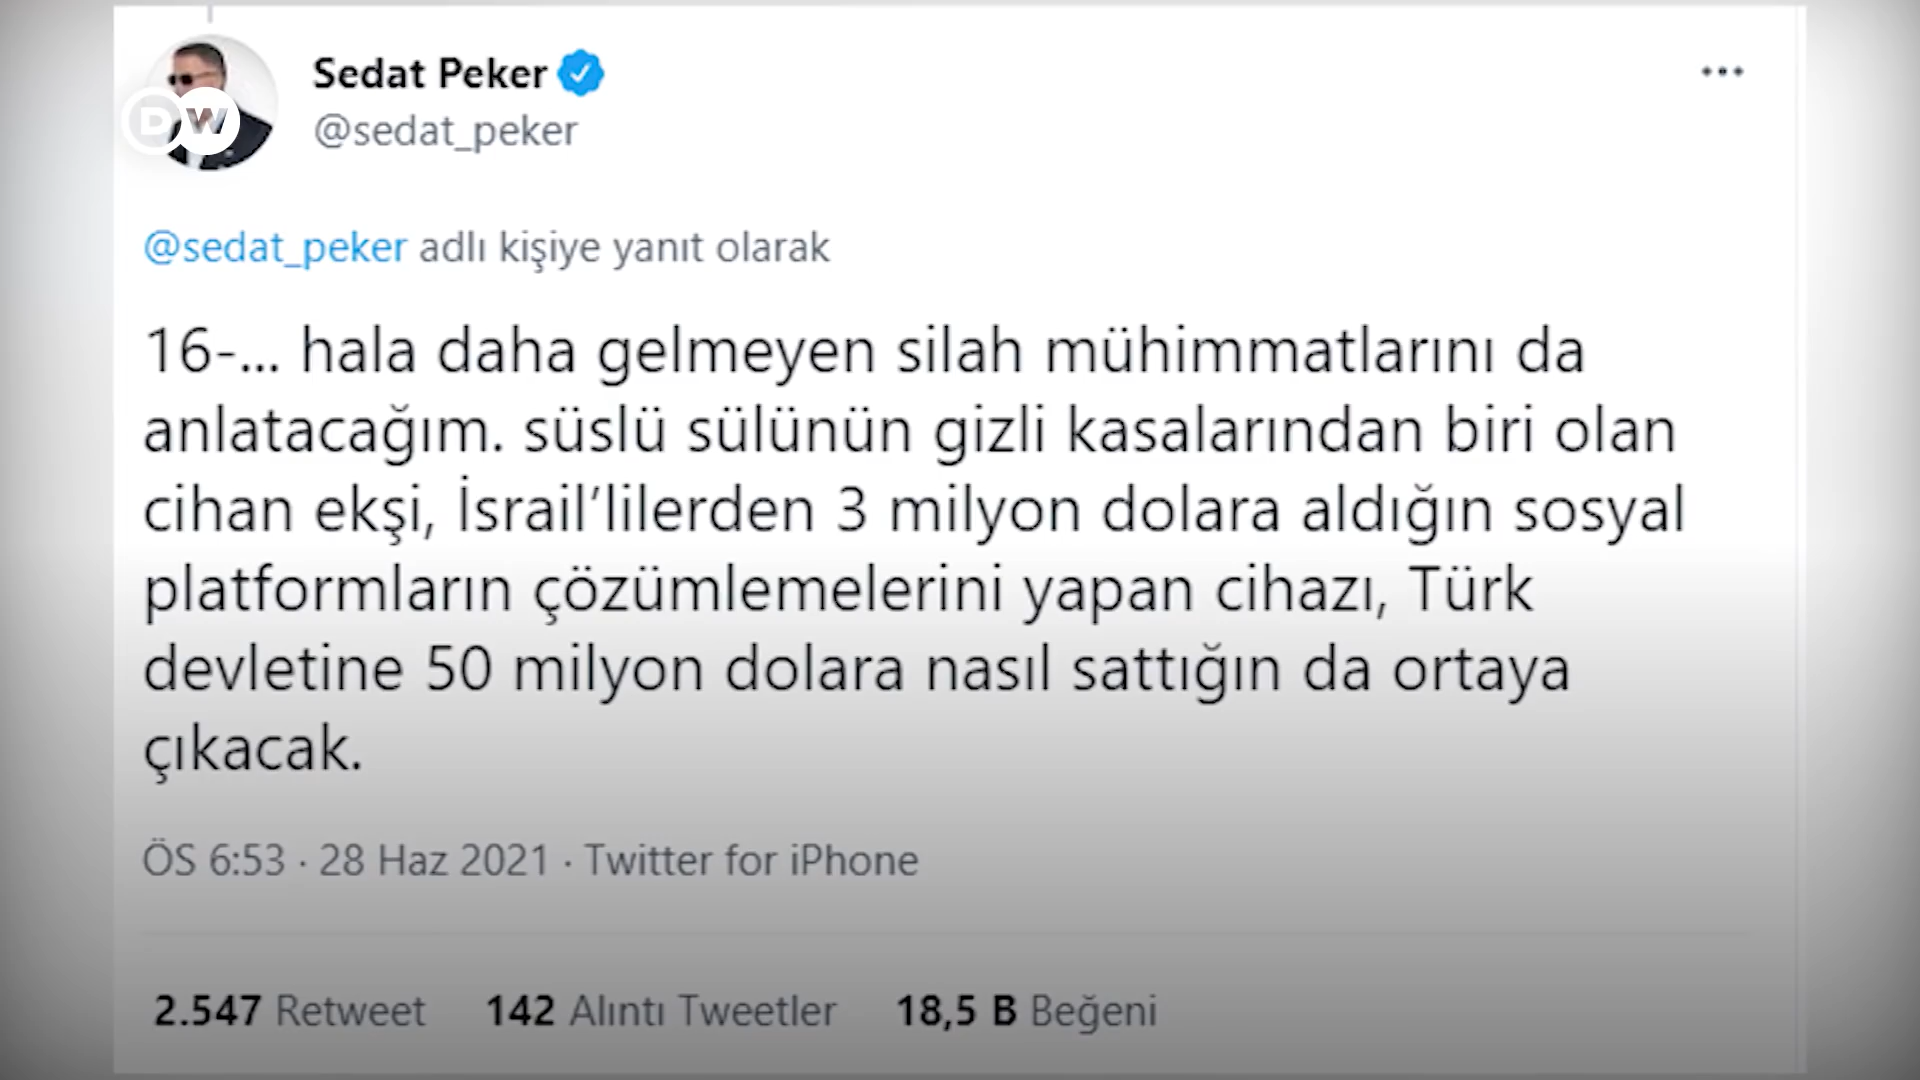 Sedat Peker
@sedat_peker
DW
@sedat_peker adlı kişiye yanıt olarak
16-... hala daha gelmeyen silah mühimmatlarını da
anlatacağım. süslü sülünün gizli kasalarından biri olan
cihan ekşi, İsrail’lilerden 3 milyon dolara aldığın sosyal
platformların çözümlemelerini yapan cihazı, Türk
devletine 50 milyon dolara nasıl sattığın da ortaya
çıkacak.
ÖS 6:53 · 28 Haz 2021 · Twitter for iPhone
2.547 Retweet 142 Alıntı Tweetler 18,5 B Beğeni